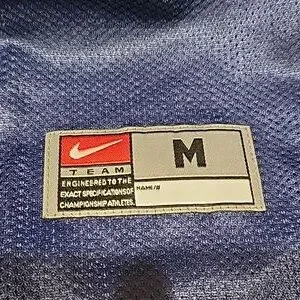 TEAM
M
ENGINEERED TO THE
EXACT SPECIFICATIONS OF
CHAMPIONSHIP ATHLETES.
NAME/#